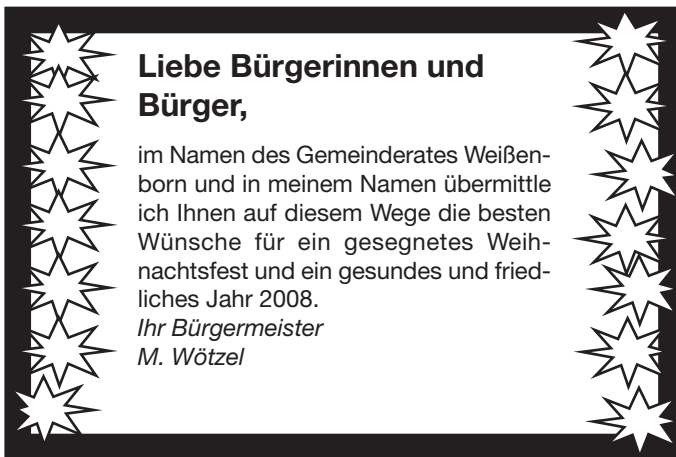 Liebe Bürgerinnen und
Bürger,
im Namen des Gemeinderates Weißen-
born und in meinem Namen übermittle
ich Ihnen auf diesem Wege die besten
Wünsche für ein gesegnetes Weih-
nachtsfest und ein gesundes und fried-
liches Jahr 2008.
Ihr Bürgermeister
M. Wötzel